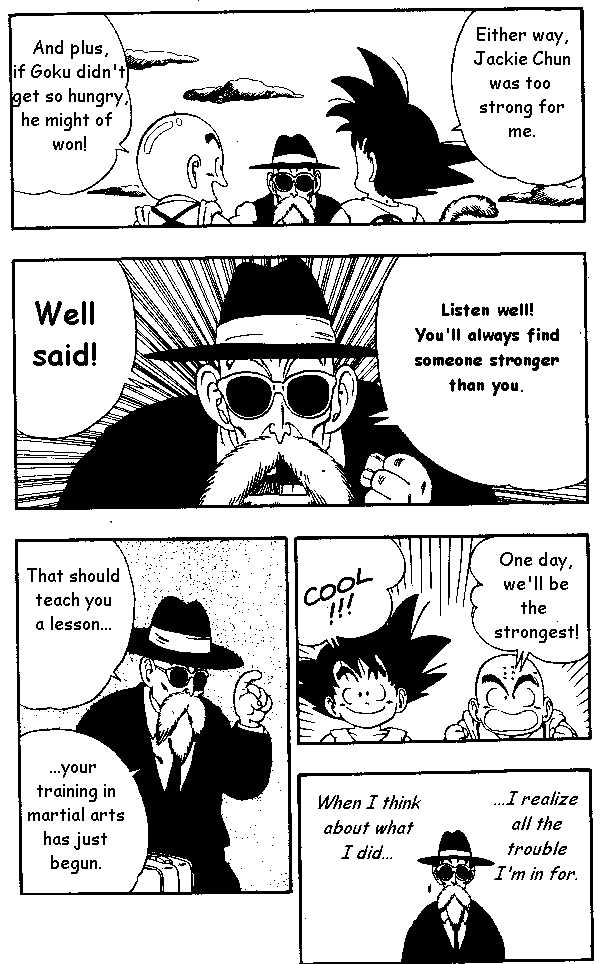 And plus,
if Goku didn't
get so hungry,
he might of
won!
Either way,
Jackie Chun
was too
strong for
me.
Well
said!
Listen well!
You'll always find
someone stronger
than you.
That should
teach you
a lesson...
...your
training in
martial arts
has just
begun.
COOL
!!!
One day,
we'll be
the
strongest!
When I think
about what
I did...
...I realize
all the
trouble
I'm in for.